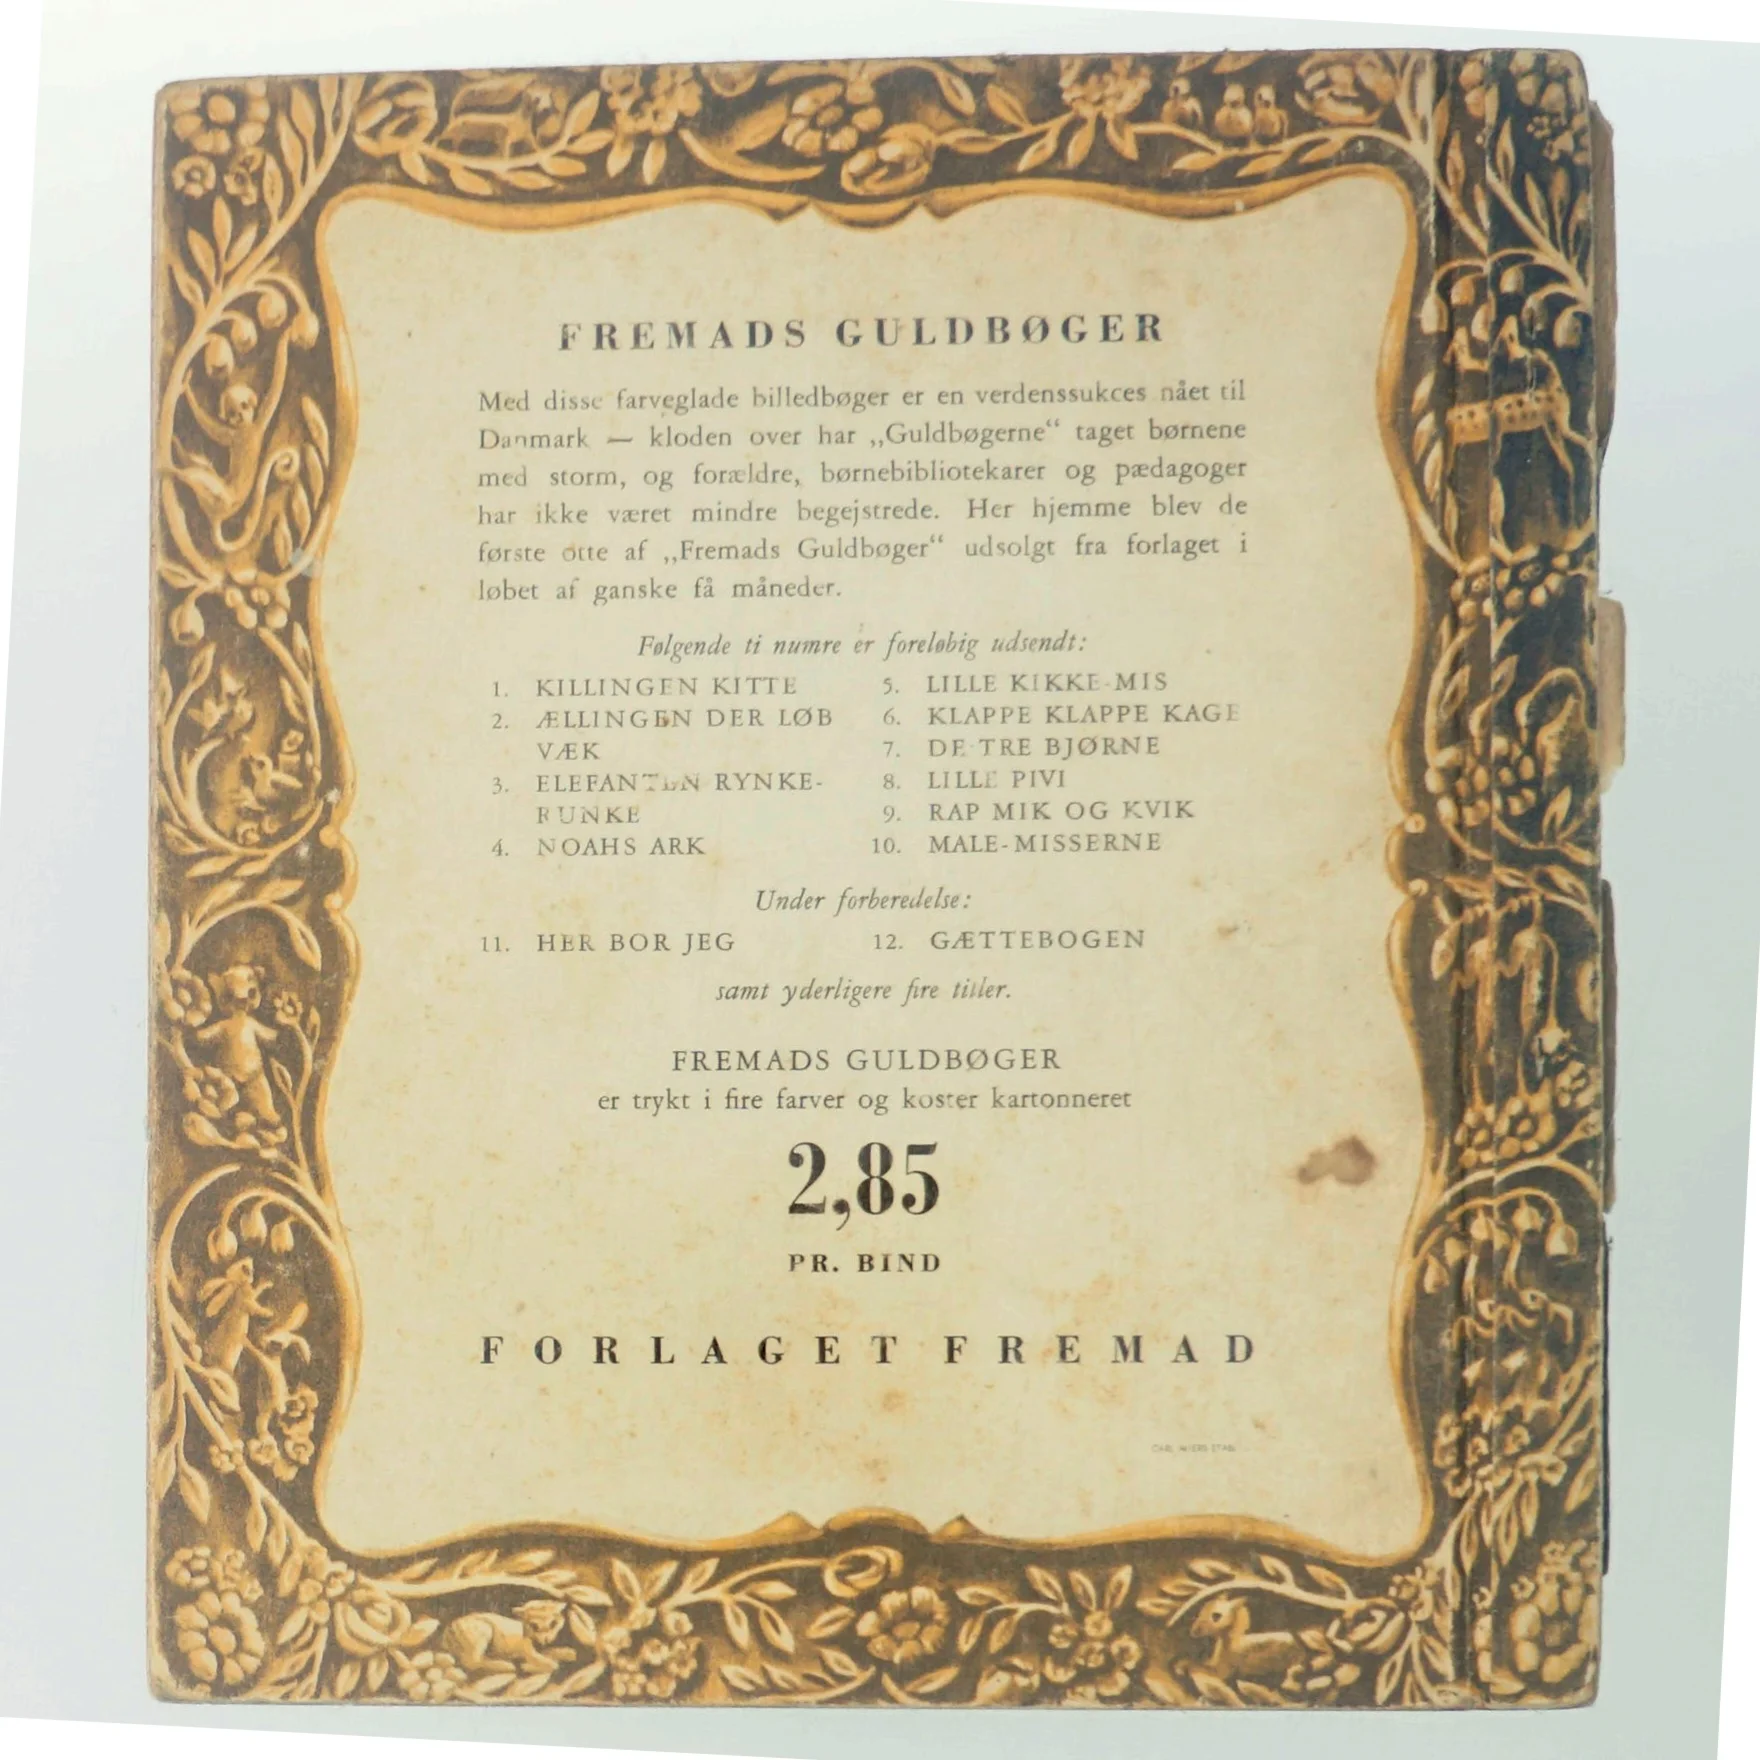 FREMADS GULDBØGER
Med disse farveglade billedbøger er en verdenssukces nået til
Danmark — kloden over har „Guldbøgerne“ taget børnene
med storm, og forældre, børnebibliotekarer og pædagoger
har ikke været mindre begejstrede. Her hjemme blev de
første otte af „Fremads Guldbøger“ udsolgt fra forlaget i
løbet af ganske få måneder.
Følgende ti numre er foreløbig udsendt:
1. KILLINGEN KITTE
2. ÆLLINGEN DER LØB
VÆK
3. ELEFANTEN RYNKE-
RUNKE
4. NOAHS ARK
5. LILLE KIKKE-MIS
6. KLAPPE KLAPPE KAGE
7. DE TRE BJØRNE
8. LILLE PIVI
9. RAP MIK OG KVIK
10. MALE-MISSERNE
Under forberedelse:
11. HER BOR JEG
12. GÆTTEBOGEN
samt yderligere fire titler.
FREMADS GULDBØGER
er trykt i fire farver og koster kartonneret
2,85
PR. BIND
FORLAGET FREMAD